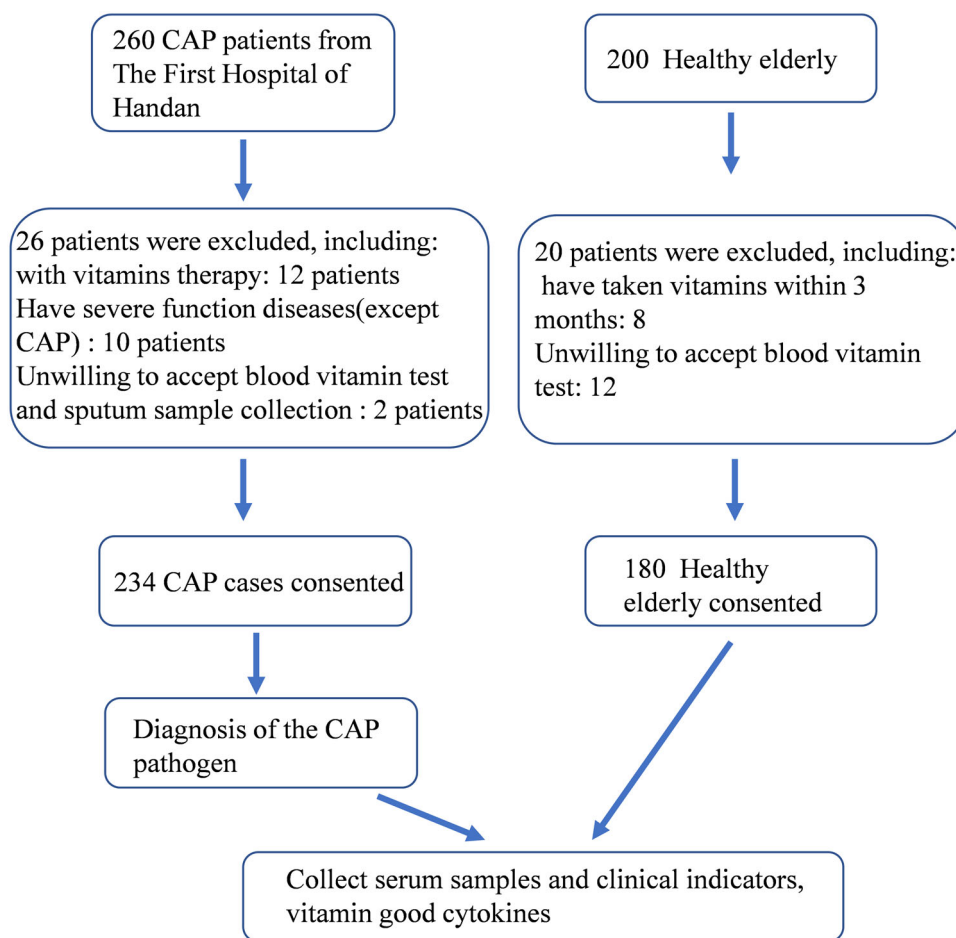 260 CAP patients from
The First Hospital of
Handan
200 Healthy elderly
26 patients were excluded, including:
with vitamins therapy: 12 patients
Have severe function diseases(except
CAP) : 10 patients
Unwilling to accept blood vitamin test
and sputum sample collection : 2 patients
20 patients were excluded, including:
have taken vitamins within 3
months: 8
Unwilling to accept blood vitamin
test: 12
234 CAP cases consented
180 Healthy
elderly consented
Diagnosis of the CAP
pathogen
Collect serum samples and clinical indicators,
vitamin good cytokines